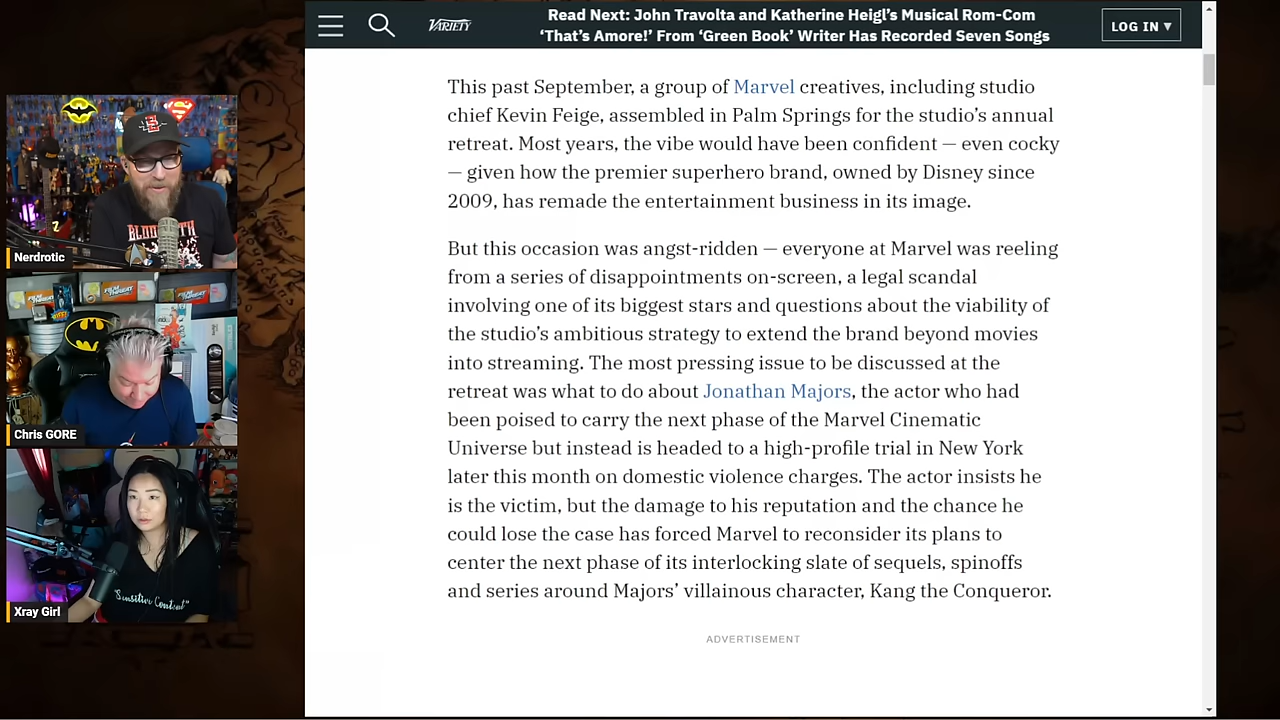 Read Next: John Travolta and Katherine Heigl's Musical Rom-Com
'That's Amore!' From 'Green Book' Writer Has Recorded Seven Songs
VARIETY
LOG IN ▾
This past September, a group of Marvel creatives, including studio
chief Kevin Feige, assembled in Palm Springs for the studio's annual
retreat. Most years, the vibe would have been confident — even cocky
— given how the premier superhero brand, owned by Disney since
2009, has remade the entertainment business in its image.
But this occasion was angst-ridden — everyone at Marvel was reeling
from a series of disappointments on-screen, a legal scandal
involving one of its biggest stars and questions about the viability of
the studio's ambitious strategy to extend the brand beyond movies
into streaming. The most pressing issue to be discussed at the
retreat was what to do about Jonathan Majors, the actor who had
been poised to carry the next phase of the Marvel Cinematic
Universe but instead is headed to a high-profile trial in New York
later this month on domestic violence charges. The actor insists he
is the victim, but the damage to his reputation and the chance he
could lose the case has forced Marvel to reconsider its plans to
center the next phase of its interlocking slate of sequels, spinoffs
and series around Majors' villainous character, Kang the Conqueror.
ADVERTISEMENT
Nerdrotic
Chris GORE
"Sensitive Content"
Xray Girl